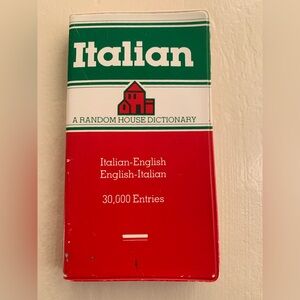 Italian
A RANDOM HOUSE DICTIONARY
Italian-English
English-Italian
30,000 Entries